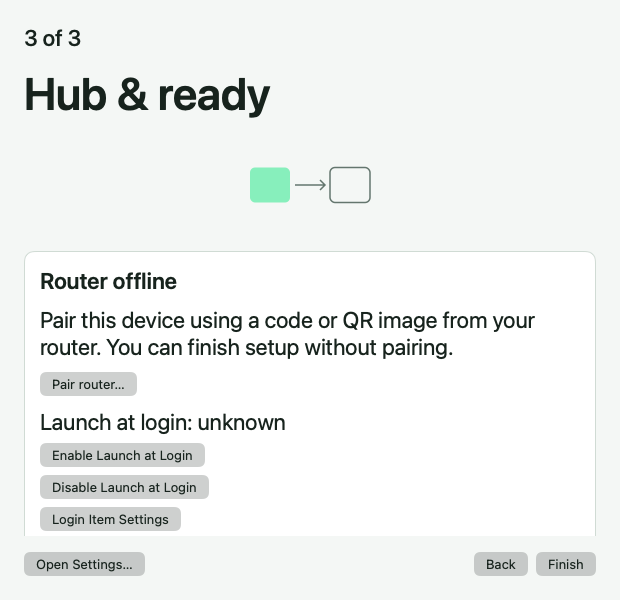 3 of 3
Hub & ready
Router offline
Pair this device using a code or QR image from your
router. You can finish setup without pairing.
Pair router...
Launch at login: unknown
Enable Launch at Login
Disable Launch at Login
Login Item Settings
Open Settings...
Back
Finish